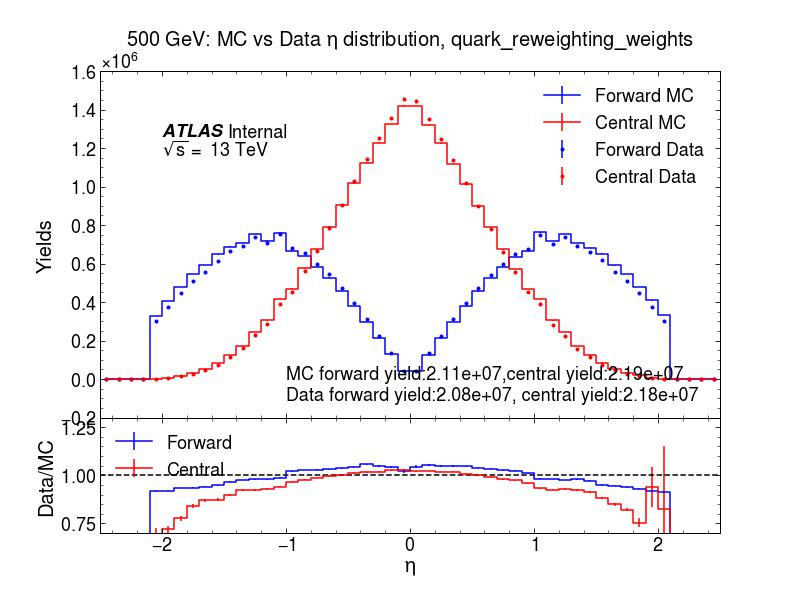 500 GeV: MC vs Data η distribution, quark_reweighting_weights
×10⁶
1.6
1.4
1.2
1.0
0.8
0.6
0.4
0.2
0.0
0.2
Yields
ATLAS Internal
√s = 13 TeV
Forward MC
Central MC
Forward Data
Central Data
MC forward yield:2.11e+07,central yield:2.19e+07
Data forward yield:2.08e+07, central yield:2.18e+07
1.25
1.00
0.75
Data/MC
Forward
Central
−2 −1 0 1 2
η